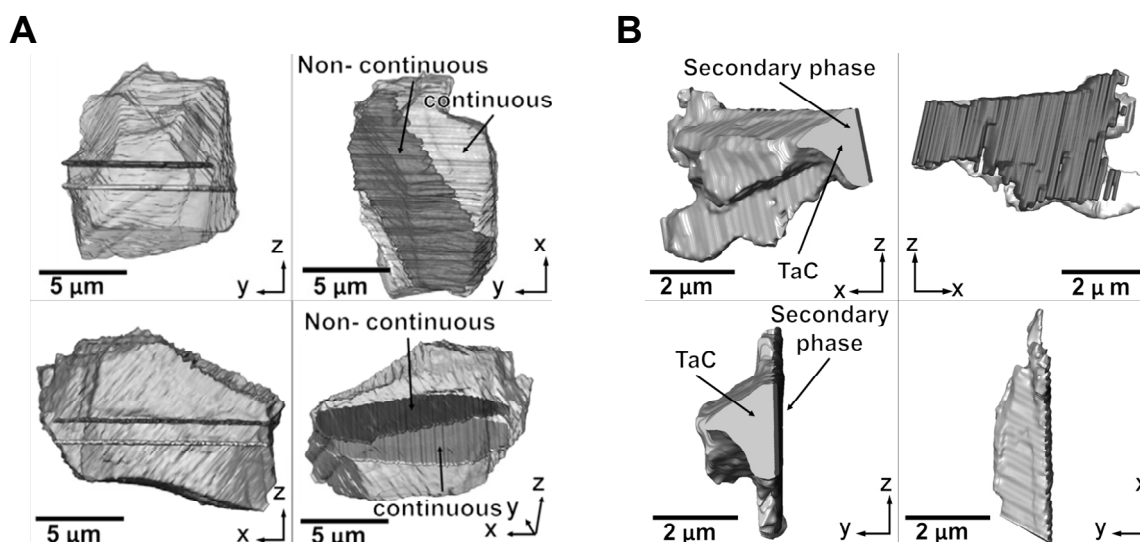 A
Non- continuous
continuous
z
y
5 µm
x
y
5 µm
Non- continuous
z
x
5 µm
continuous
y
x
z
5 µm
B
Secondary phase
TaC
z
x
2 µm
z
x
2 µ m
Secondary
phase
TaC
z
y
2 µm
x
y
2 µm